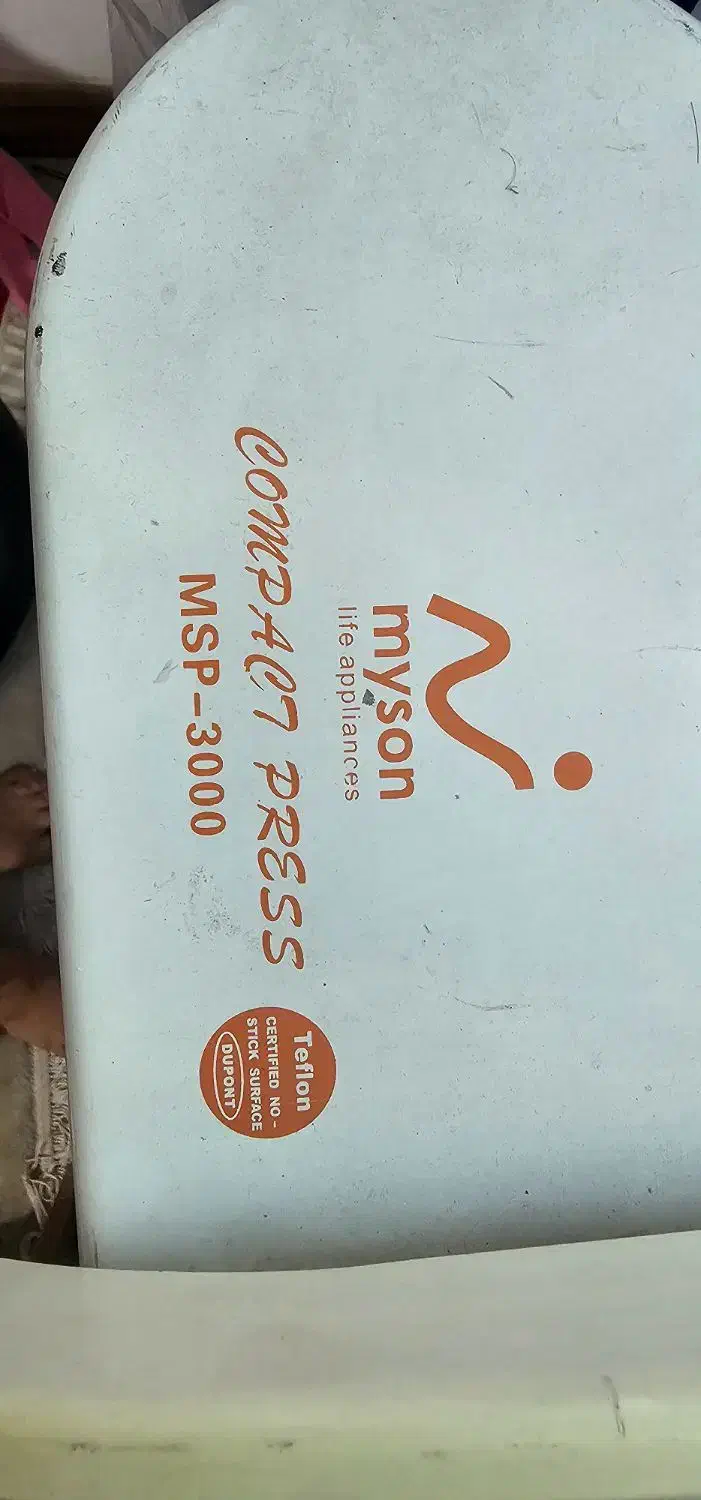 myson
life appliances
COMPACT PRESS
MSP-3000
Teflon
CERTIFIED NO-
STICK SURFACE
DUPONT